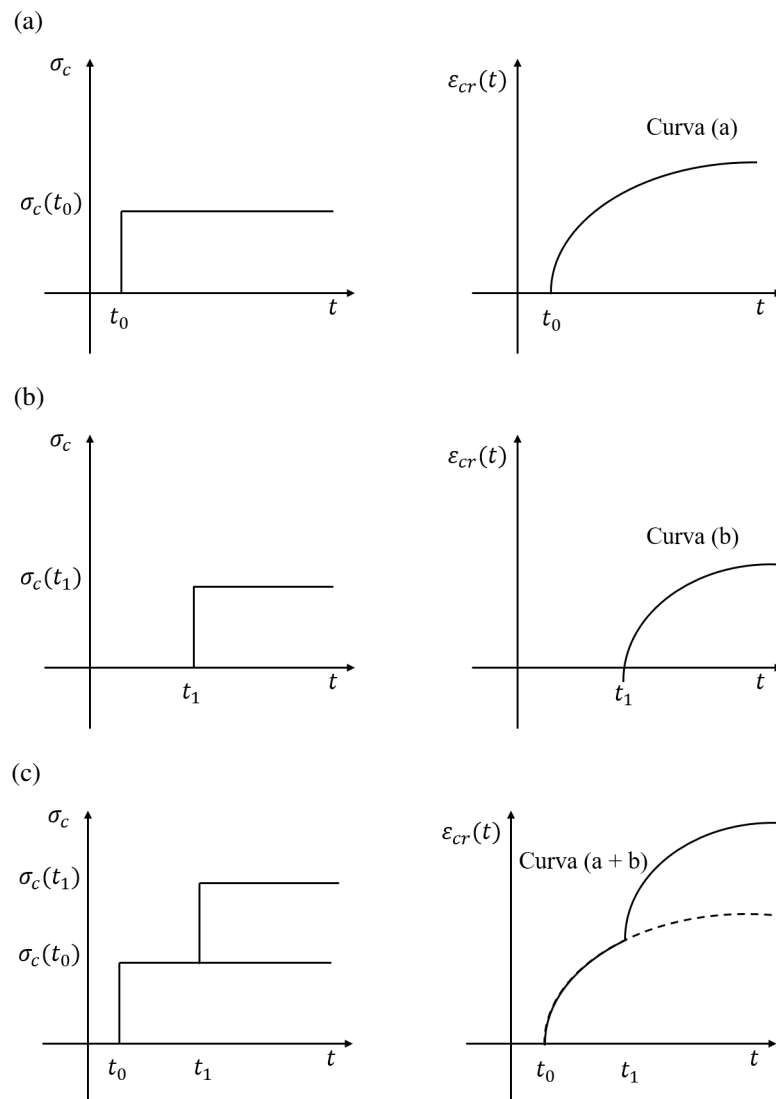 (a)
σ_c
ε_cr(t)
Curva (a)
σ_c(t_0)
t_0
t
t_0
t
(b)
σ_c
ε_cr(t)
Curva (b)
σ_c(t_1)
t_1
t
t_1
t
(c)
σ_c
ε_cr(t)
Curva (a + b)
σ_c(t_1)
σ_c(t_0)
t_0
t_1
t
t_0
t_1
t